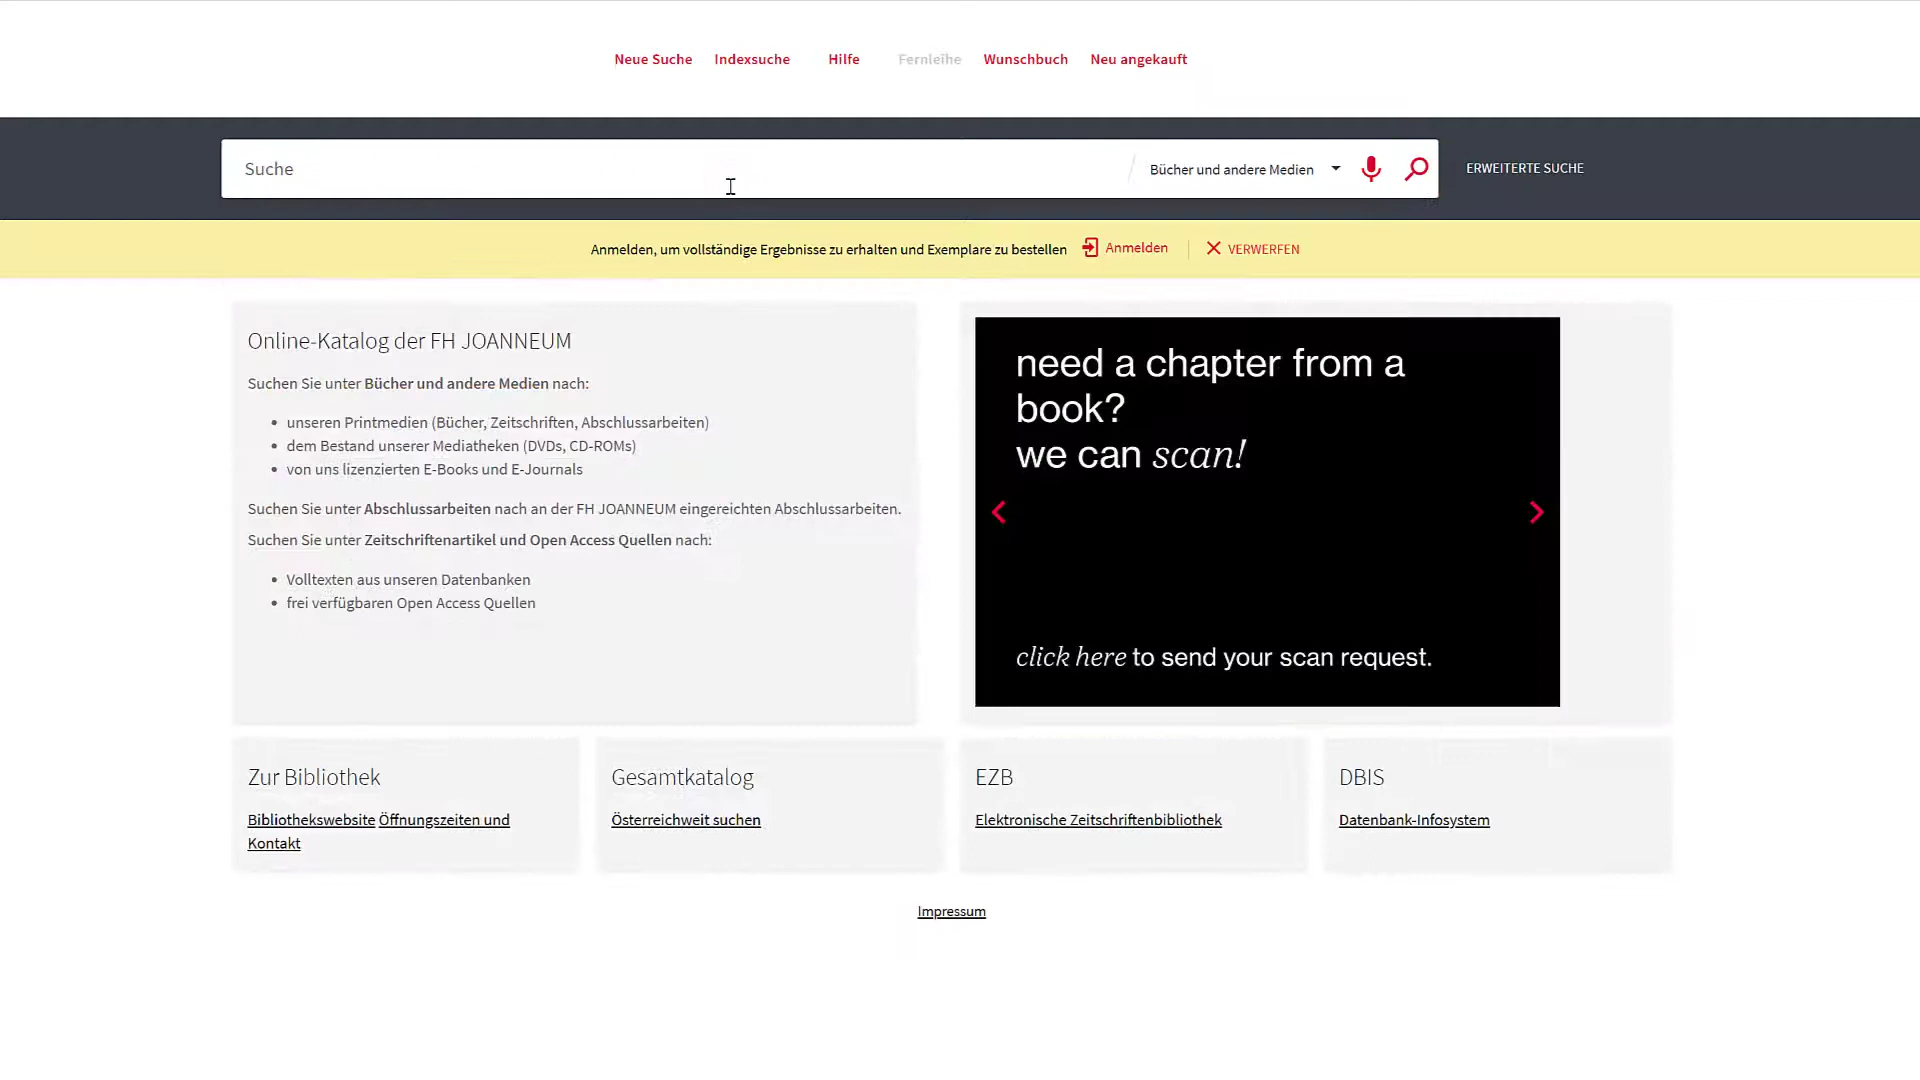 Neue Suche Indexsuche Hilfe Fernleihe Wunschbuch Neu angekauft
Suche Bücher und andere Medien ERWEITERTE SUCHE
Anmelden, um vollständige Ergebnisse zu erhalten und Exemplare zu bestellen Anmelden VERWERFEN
Online-Katalog der FH JOANNEUM
Suchen Sie unter Bücher und andere Medien nach:
unseren Printmedien (Bücher, Zeitschriften, Abschlussarbeiten)
dem Bestand unserer Mediatheken (DVDs, CD-ROMs)
von uns lizenzierten E-Books und E-Journals
Suchen Sie unter Abschlussarbeiten nach an der FH JOANNEUM eingereichten Abschlussarbeiten.
Suchen Sie unter Zeitschriftenartikel und Open Access Quellen nach:
Volltexten aus unseren Datenbanken
frei verfügbaren Open Access Quellen
need a chapter from a
book?
we can scan!
click here to send your scan request.
Zur Bibliothek
Bibliothekswebsite Öffnungszeiten und
Kontakt
Gesamtkatalog
Österreichweit suchen
EZB
Elektronische Zeitschriftenbibliothek
DBIS
Datenbank-Infosystem
Impressum